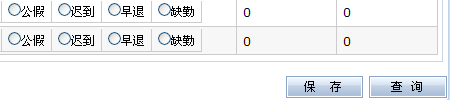 公假 迟到 早退 缺勤 0 0
公假 迟到 早退 缺勤 0 0
保 存 查 询